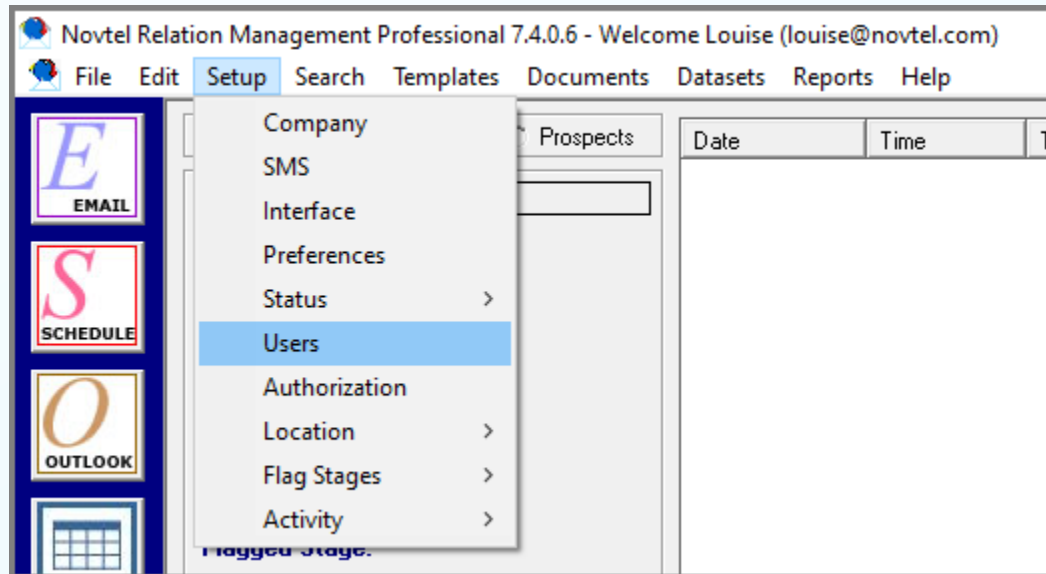 Novtel Relation Management Professional 7.4.0.6 - Welcome Louise (louise@novtel.com)
File Edit Setup Search Templates Documents Datasets Reports Help
E
EMAIL
S
SCHEDULE
O
OUTLOOK
Company
SMS
Interface
Preferences
Status >
Users
Authorization
Location >
Flag Stages >
Activity >
Prospects
Flagged Stage:
Date Time